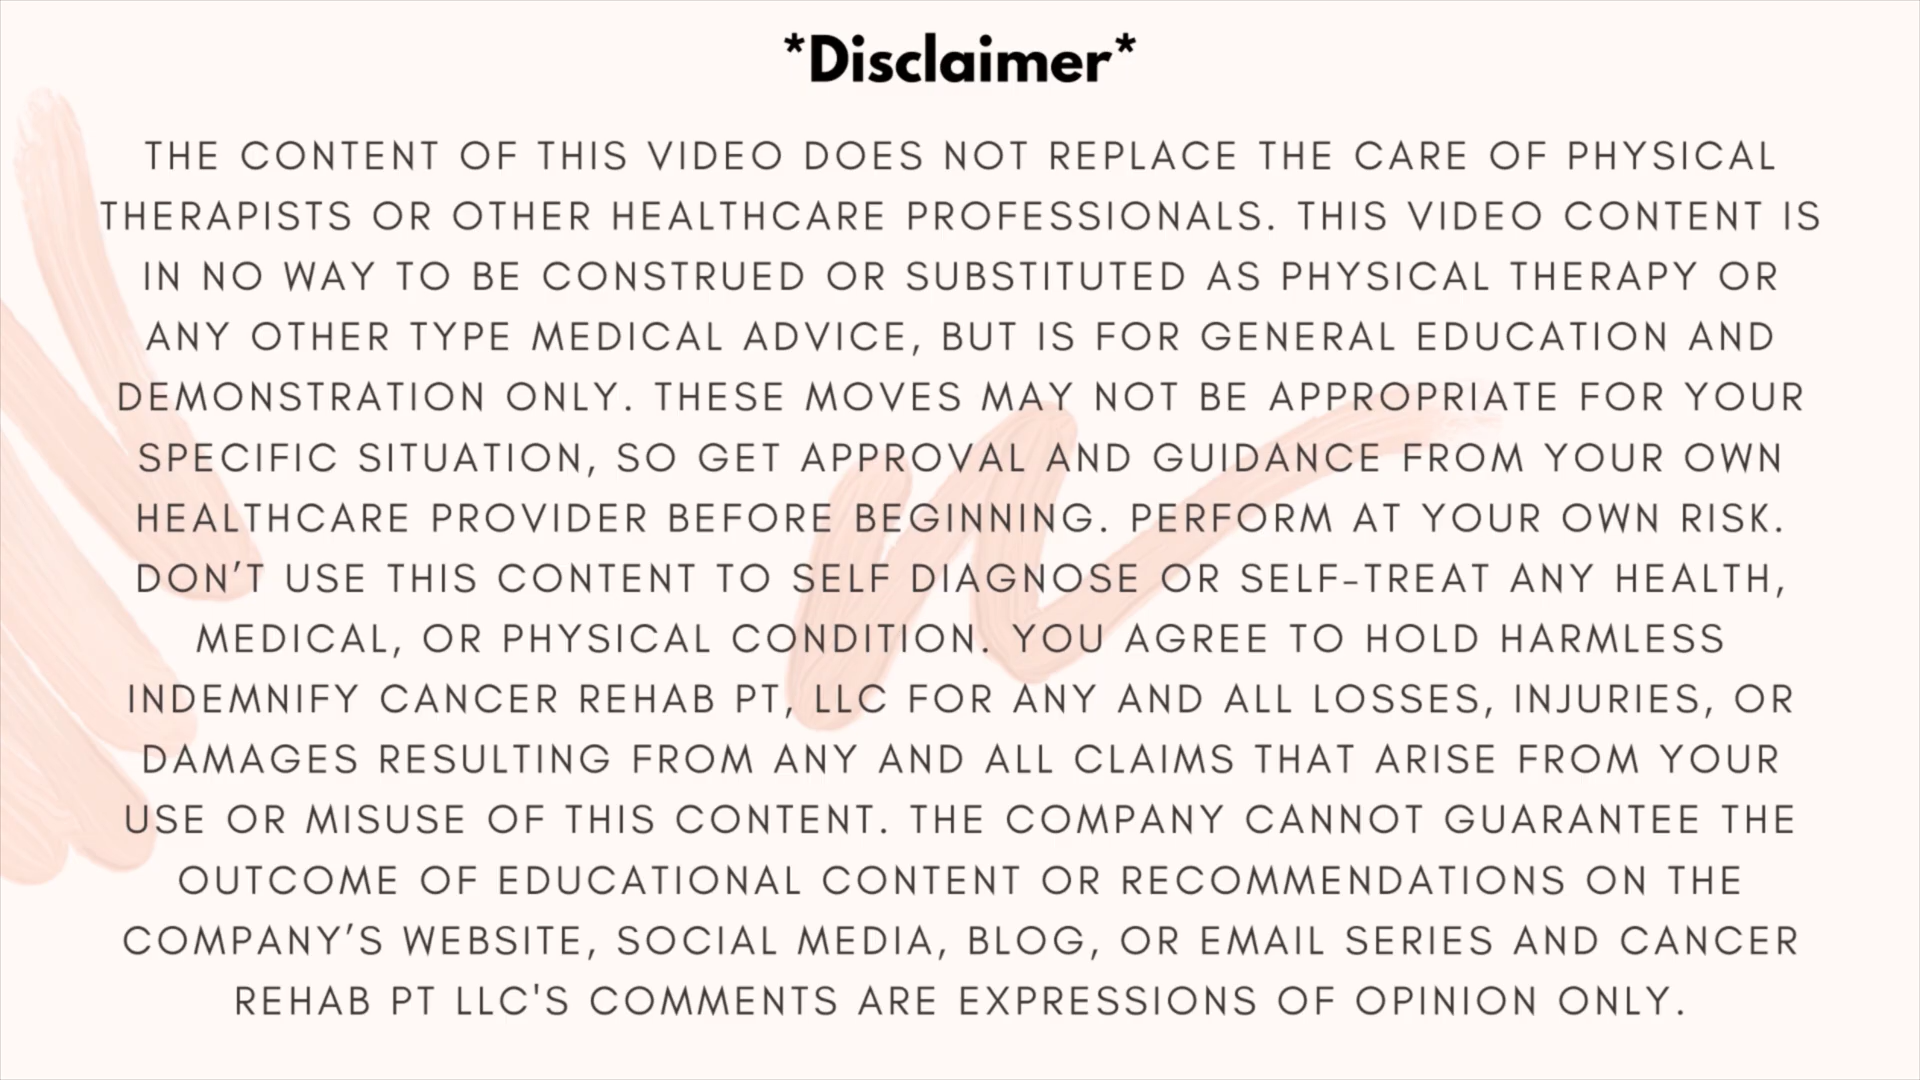 *Disclaimer*
THE CONTENT OF THIS VIDEO DOES NOT REPLACE THE CARE OF PHYSICAL
THERAPISTS OR OTHER HEALTHCARE PROFESSIONALS. THIS VIDEO CONTENT IS
IN NO WAY TO BE CONSTRUED OR SUBSTITUTED AS PHYSICAL THERAPY OR
ANY OTHER TYPE MEDICAL ADVICE, BUT IS FOR GENERAL EDUCATION AND
DEMONSTRATION ONLY. THESE MOVES MAY NOT BE APPROPRIATE FOR YOUR
SPECIFIC SITUATION, SO GET APPROVAL AND GUIDANCE FROM YOUR OWN
HEALTHCARE PROVIDER BEFORE BEGINNING. PERFORM AT YOUR OWN RISK.
DON’T USE THIS CONTENT TO SELF DIAGNOSE OR SELF-TREAT ANY HEALTH,
MEDICAL, OR PHYSICAL CONDITION. YOU AGREE TO HOLD HARMLESS
INDEMNIFY CANCER REHAB PT, LLC FOR ANY AND ALL LOSSES, INJURIES, OR
DAMAGES RESULTING FROM ANY AND ALL CLAIMS THAT ARISE FROM YOUR
USE OR MISUSE OF THIS CONTENT. THE COMPANY CANNOT GUARANTEE THE
OUTCOME OF EDUCATIONAL CONTENT OR RECOMMENDATIONS ON THE
COMPANY’S WEBSITE, SOCIAL MEDIA, BLOG, OR EMAIL SERIES AND CANCER
REHAB PT LLC'S COMMENTS ARE EXPRESSIONS OF OPINION ONLY.